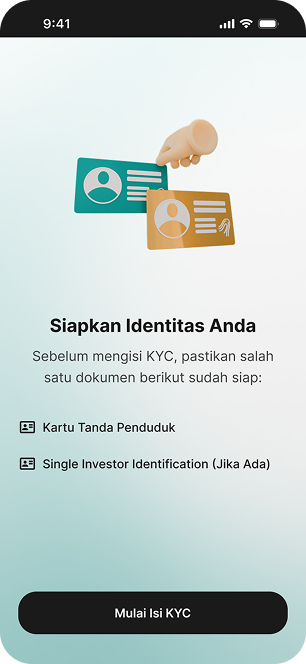 9:41
Siapkan Identitas Anda
Sebelum mengisi KYC, pastikan salah
satu dokumen berikut sudah siap:
Kartu Tanda Penduduk
Single Investor Identification (Jika Ada)
Mulai Isi KYC